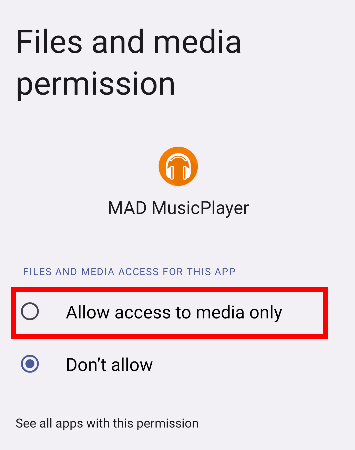 Files and media
permission
MAD MusicPlayer
FILES AND MEDIA ACCESS FOR THIS APP
Allow access to media only
Don't allow
See all apps with this permission